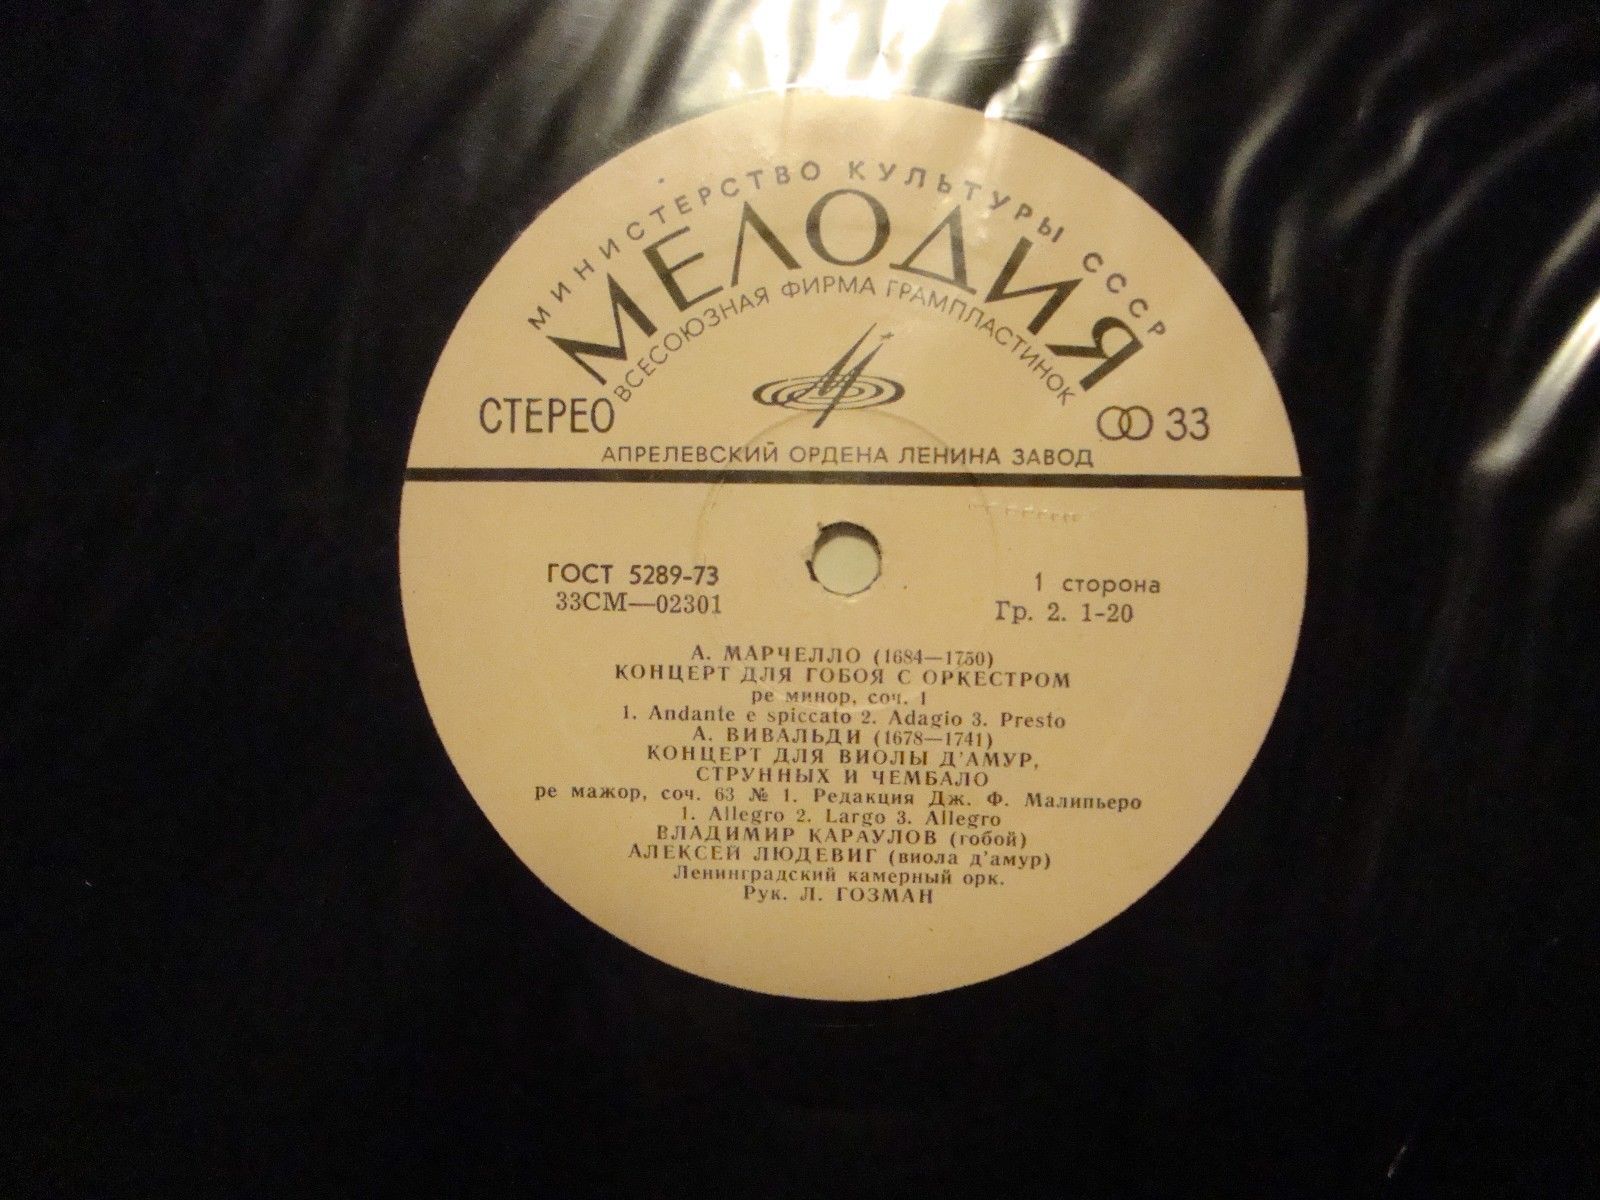 МИНИСТЕРСТВО КУЛЬТУРЫ СССР
МЕЛОДИЯ
ВСЕСОЮЗНАЯ ФИРМА ГРАМПЛАСТИНОК
СТЕРЕО
33
АПРЕЛЕВСКИЙ ОРДЕНА ЛЕНИНА ЗАВОД
ГОСТ 5289-73
33СМ—02301
1 сторона
Гр. 2. 1-20
А. МАРЧЕЛЛО (1684—1750)
КОНЦЕРТ ДЛЯ ГОБОЯ С ОРКЕСТРОМ
ре минор, соч. 1
1. Andante e spiccato 2. Adagio 3. Presto
А. ВИВАЛЬДИ (1678—1741)
КОНЦЕРТ ДЛЯ ВИОЛЫ Д'АМУР,
СТРУННЫХ И ЧЕМБАЛО
ре мажор, соч. 63 № 1. Редакция Дж. Ф. Малипьеро
1. Allegro 2. Largo 3. Allegro
ВЛАДИМИР КАРАУЛОВ (гобой)
АЛЕКСЕЙ ЛЮДЕВИГ (виола д'амур)
Ленинградский камерный орк.
Рук. Л. ГОЗМАН